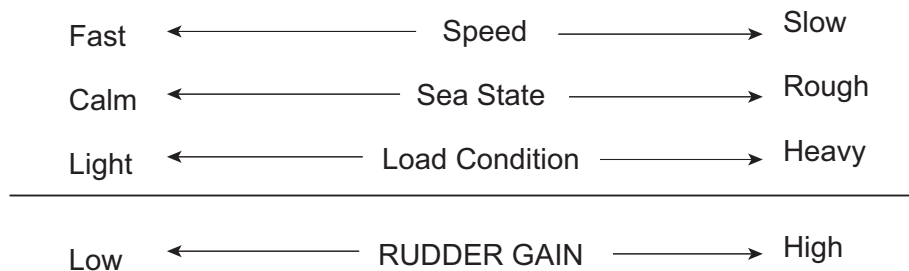 Fast Speed Slow
Calm Sea State Rough
Light Load Condition Heavy
Low RUDDER GAIN High